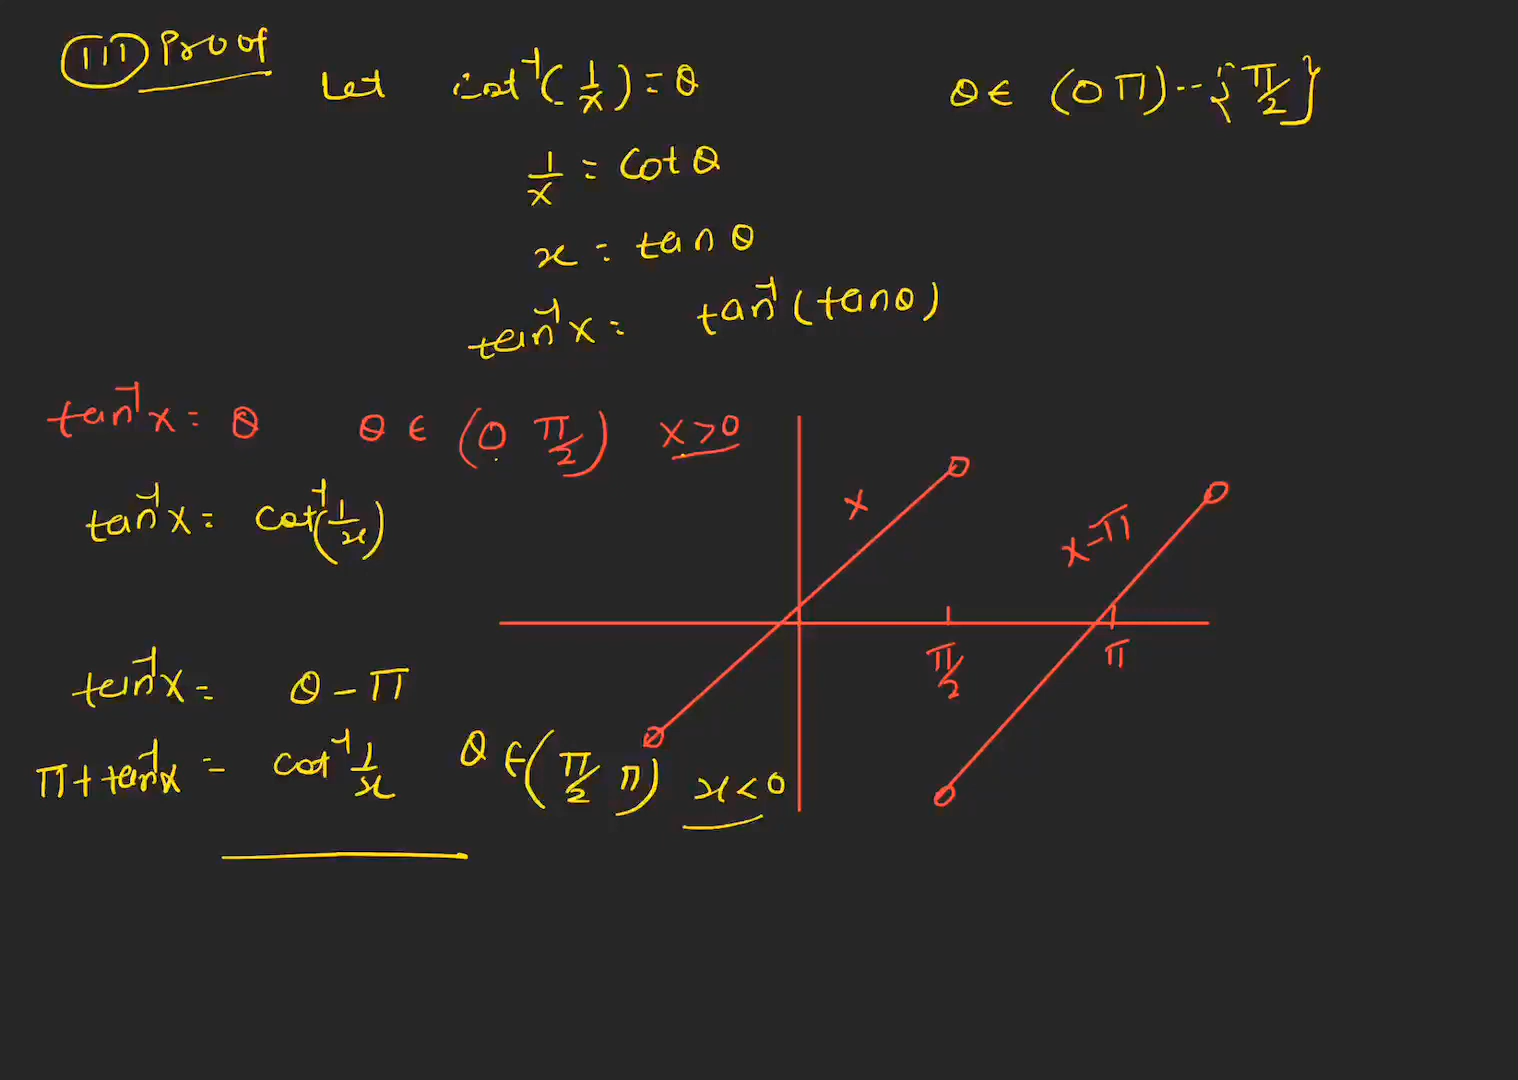 (III) Proof
Let cot⁻¹(1/x) = θ θ ∈ (0 π) -- {π/2}
1/x = cot θ
x = tan θ
tan⁻¹x = tan⁻¹(tanθ)
tan⁻¹x = θ θ ∈ (0 π/2) x>0
tan⁻¹x = cot⁻¹(1/x)
x
x-π
π/2
π
tan⁻¹x = θ - π
π + tan⁻¹x = cot⁻¹ 1/x θ ∈ (π/2 π) x<0